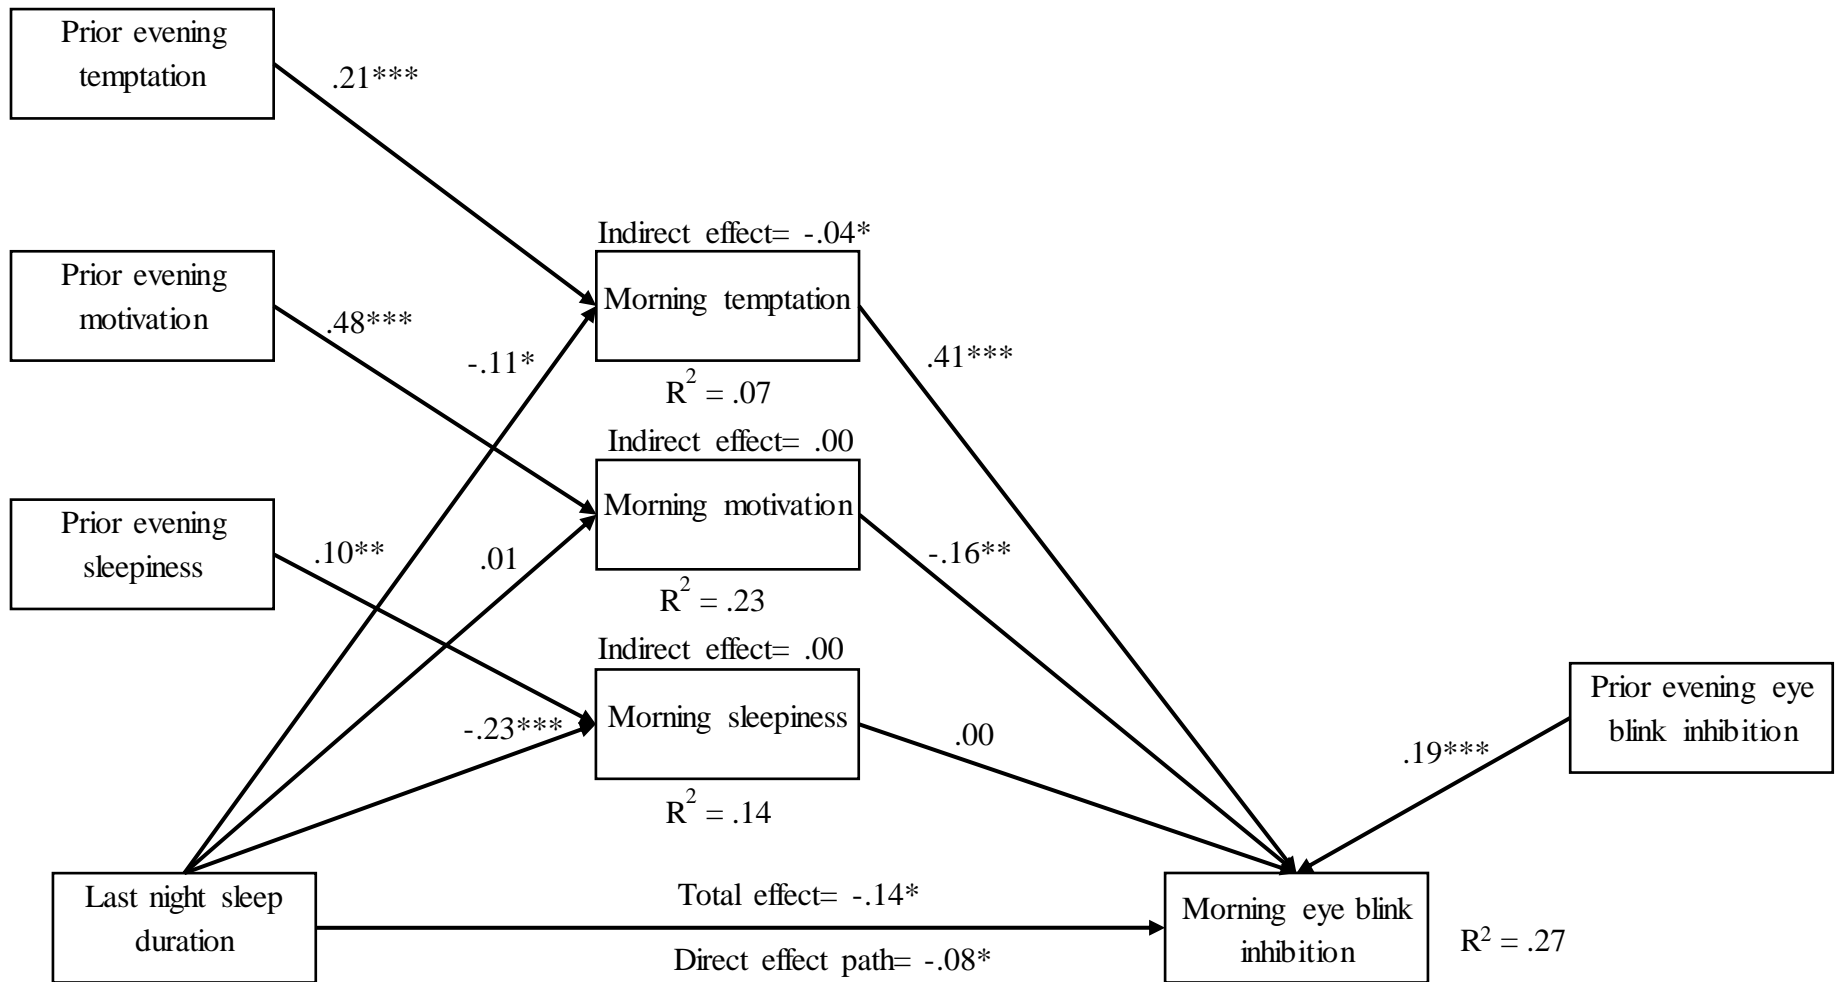 Prior evening
temptation
.21***
Indirect effect= -.04*
Prior evening
motivation
Morning temptation
.48***
-.11*
.41***
R² = .07
Indirect effect= .00
Prior evening
sleepiness
Morning motivation
.10**
.01
-.16**
R² = .23
Indirect effect= .00
Prior evening eye
blink inhibition
Morning sleepiness
-.23***
.00
.19***
R² = .14
Last night sleep
duration
Total effect= -.14*
Direct effect path= -.08*
Morning eye blink
inhibition
R² = .27